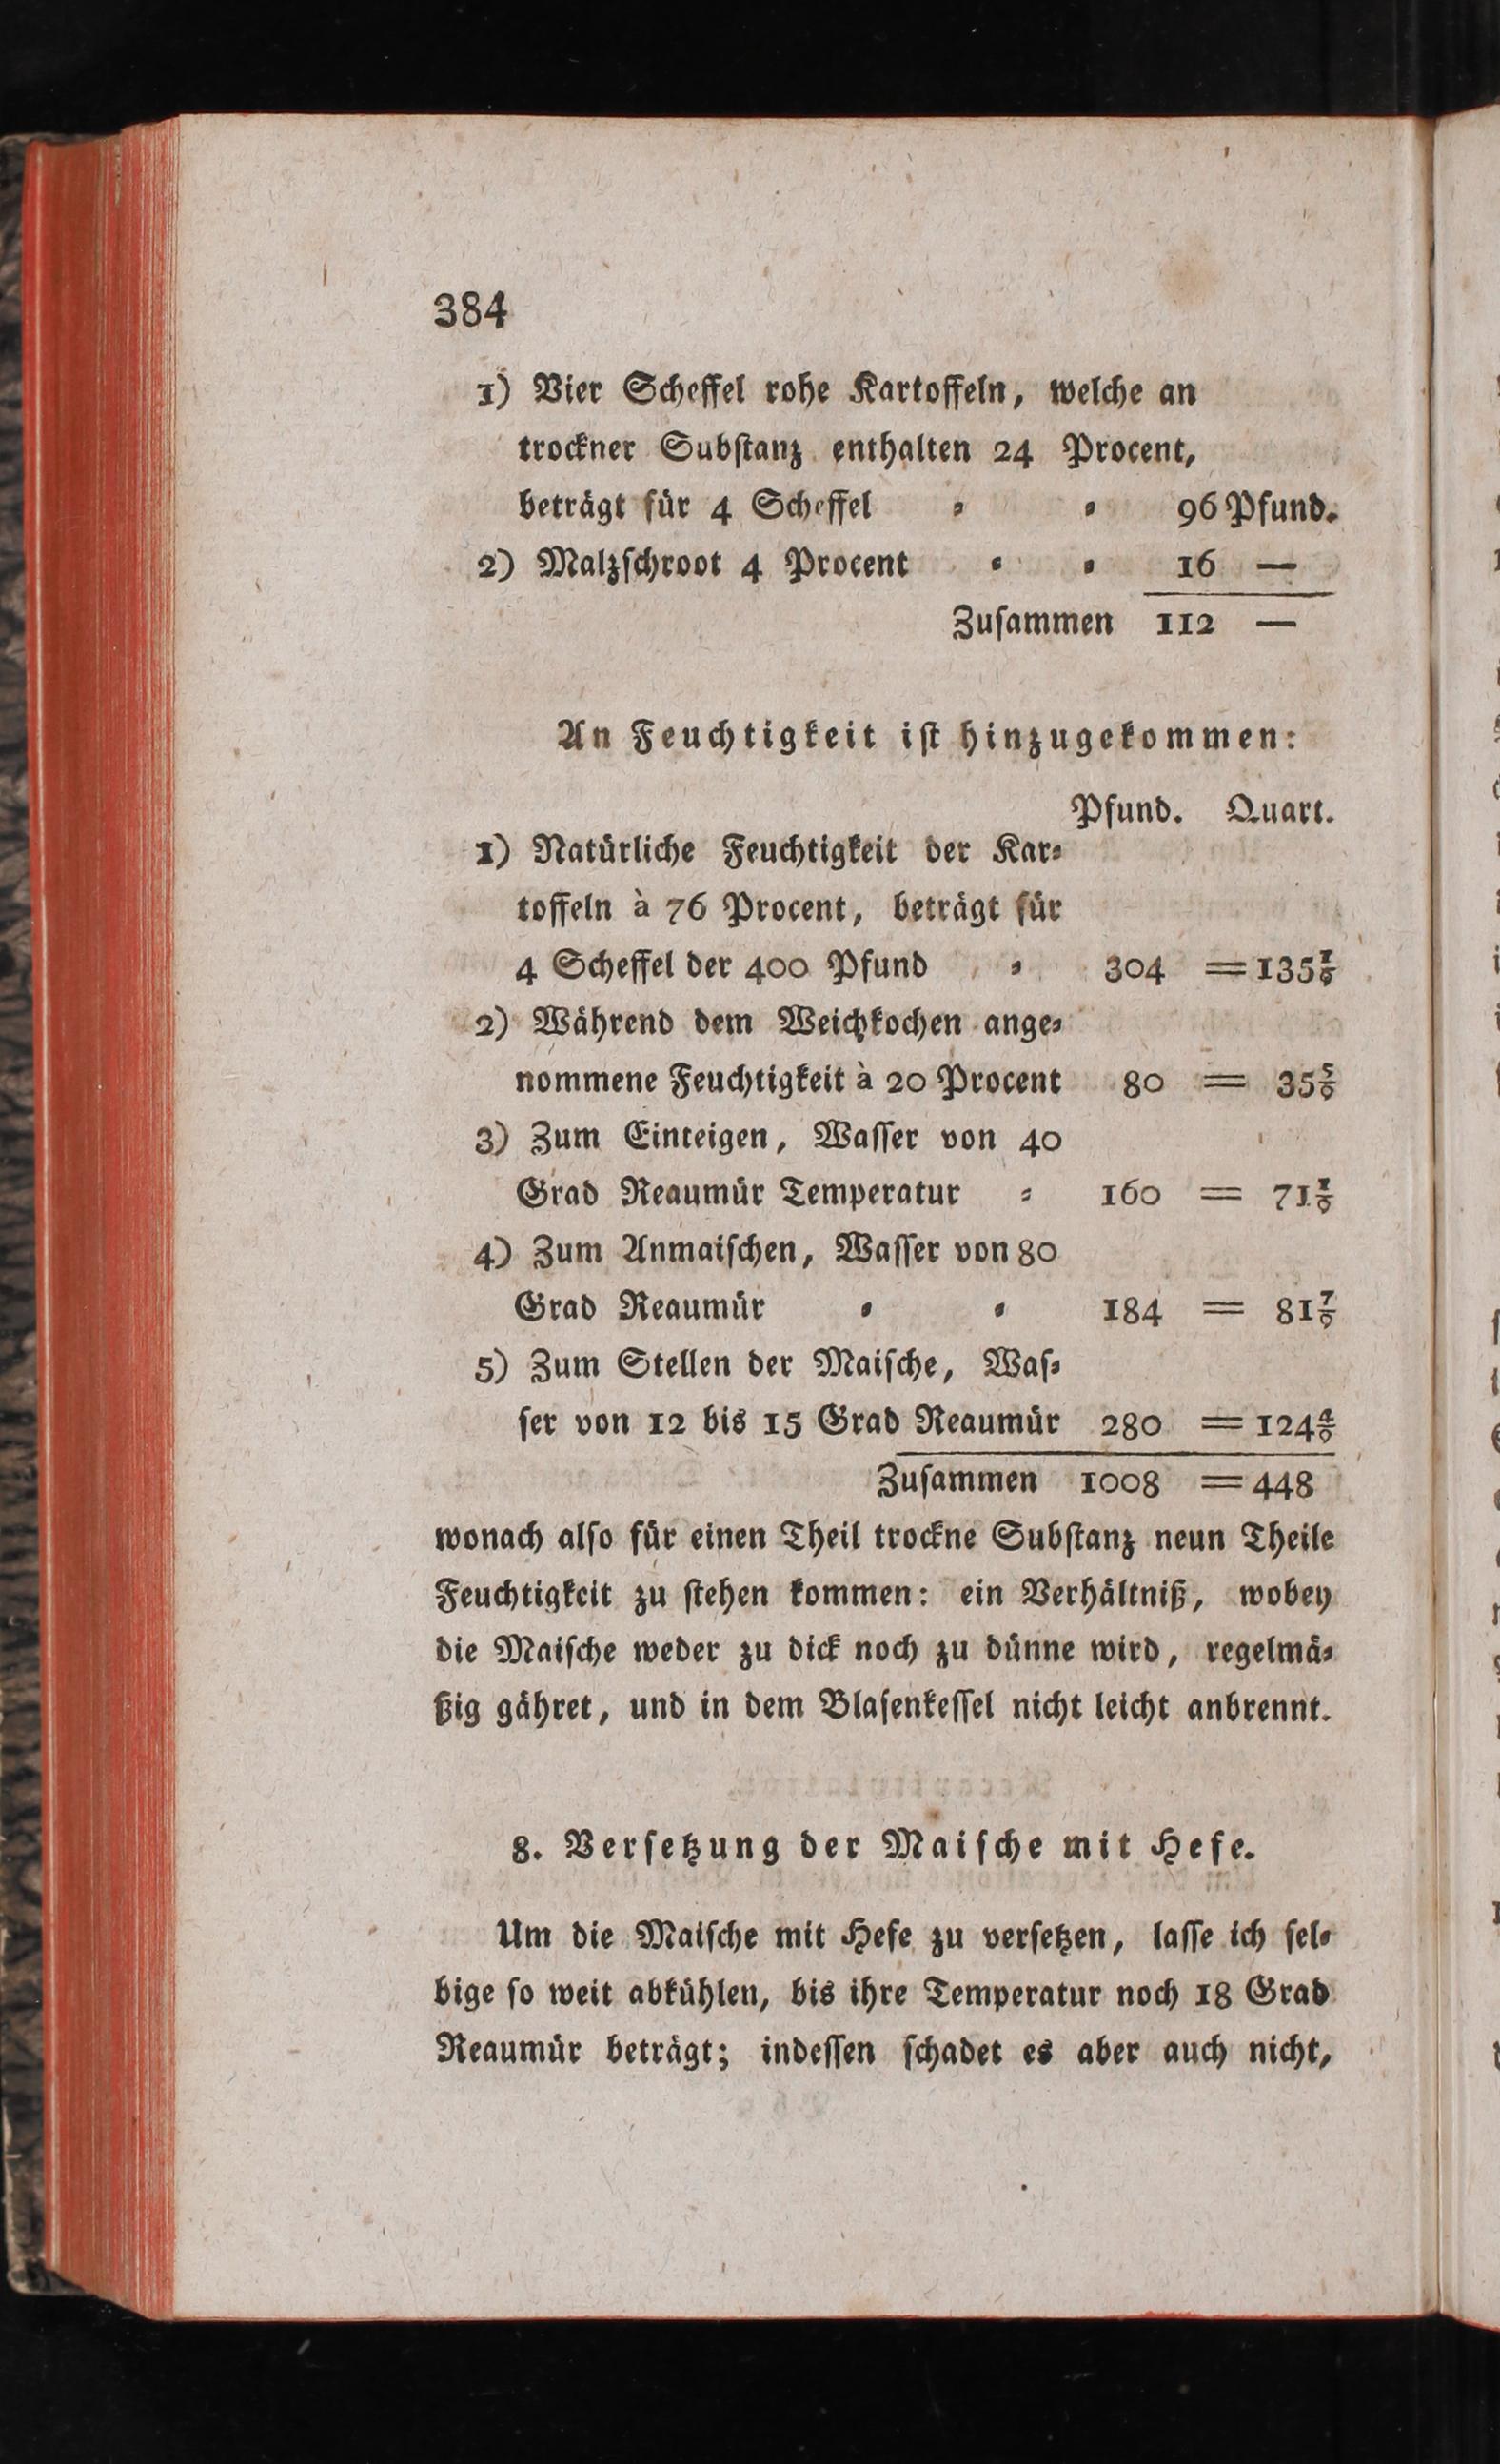 384
1) Vier Scheffel rohe Kartoffeln, welche an
trockner Subſtanz enthalten 24 Procent,
beträgt für 4 Scheffel ⸗ ⸗ 96 Pfund.
2) Malzſchroot 4 Procent ⸗ ⸗ 16 —
Zuſammen 112 —
An Feuchtigkeit iſt hinzugekommen:
Pfund. Quart.
1) Natürliche Feuchtigkeit der Kar⸗
toffeln à 76 Procent, beträgt für
4 Scheffel der 400 Pfund ⸗ 304 = 135 1/9
2) Während dem Weichkochen ange⸗
nommene Feuchtigkeit à 20 Procent 80 = 35 5/9
3) Zum Einteigen, Waſſer von 40
Grad Reaumür Temperatur ⸗ 160 = 71 1/9
4) Zum Anmaiſchen, Waſſer von 80
Grad Reaumür ⸗ ⸗ 184 = 81 7/9
5) Zum Stellen der Maiſche, Waſ⸗
ſer von 12 bis 15 Grad Reaumür 280 = 124 4/9
Zuſammen 1008 = 448
wonach alſo für einen Theil trockne Subſtanz neun Theile
Feuchtigkeit zu ſtehen kommen: ein Verhältniß, wobey
die Maiſche weder zu dick noch zu dünne wird, regelmä⸗
ßig gähret, und in dem Blaſenkeſſel nicht leicht anbrennt.
8. Verſetzung der Maiſche mit Hefe.
Um die Maiſche mit Hefe zu verſetzen, laſſe ich ſel⸗
bige ſo weit abkühlen, bis ihre Temperatur noch 18 Grad
Reaumür beträgt; indeſſen ſchadet es aber auch nicht,